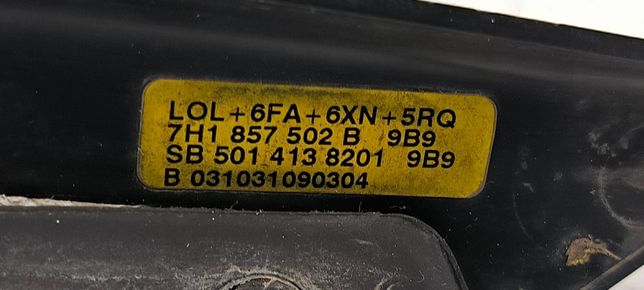 LOL+6FA+6XN+5RQ
7H1 857 502 B 9B9
SB 501 413 8201 9B9
B 031031090304